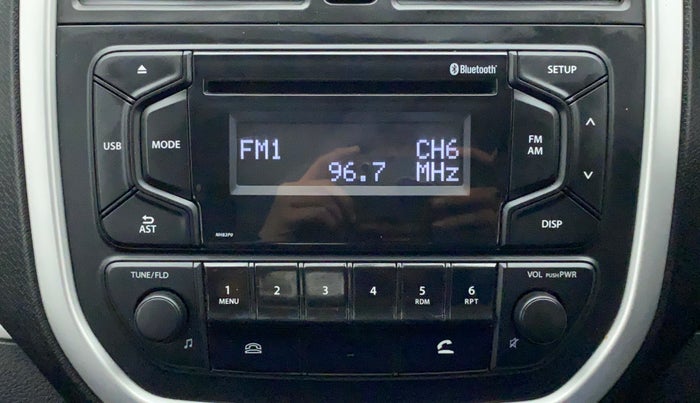 Bluetooth
SETUP
USB
MODE
FM1 CH6
96.7 MHz
FM
AM
AST
DISP
NH82P0
TUNE/FLD
VOL PUSH PWR
1 2 3 4 5 6
MENU RDM RPT